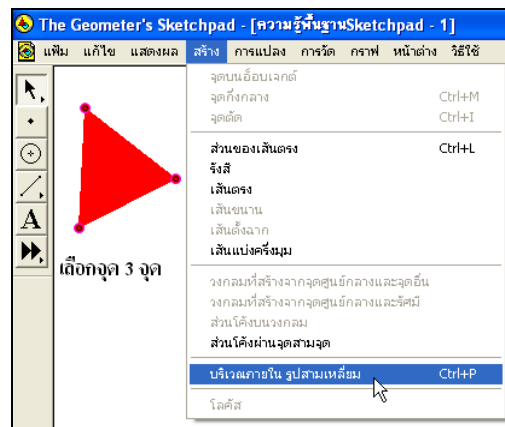 The Geometer's Sketchpad - [ความรู้พื้นฐานSketchpad - 1]
แฟ้ม แก้ไข แสดงผล สร้าง การแปลง การวัด กราฟ หน้าต่าง วิธีใช้
จุดบนอ็อบเจกต์
จุดกึ่งกลาง Ctrl+M
จุดตัด Ctrl+I
ส่วนของเส้นตรง Ctrl+L
รังสี
เส้นตรง
เส้นขนาน
เส้นตั้งฉาก
เส้นแบ่งครึ่งมุม
วงกลมที่สร้างจากจุดศูนย์กลางและจุดอื่น
วงกลมที่สร้างจากจุดศูนย์กลางและรัศมี
ส่วนโค้งบนวงกลม
ส่วนโค้งผ่านจุดสามจุด
บริเวณภายใน รูปสามเหลี่ยม Ctrl+P
โลคัส
A
เลือกจุด 3 จุด